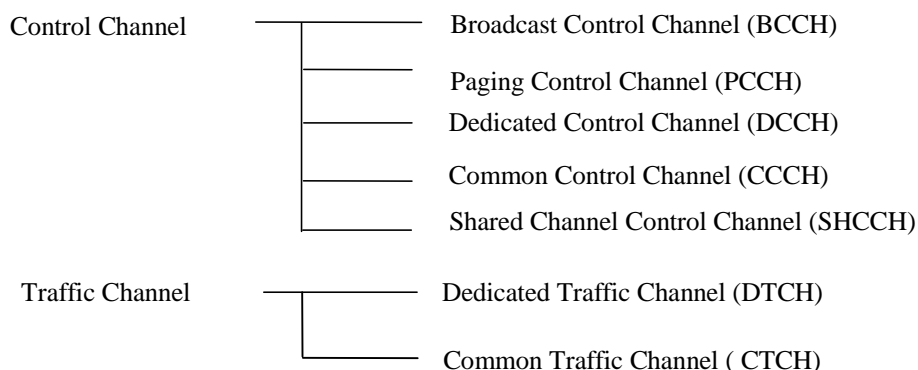 Control Channel Broadcast Control Channel (BCCH)
Paging Control Channel (PCCH)
Dedicated Control Channel (DCCH)
Common Control Channel (CCCH)
Shared Channel Control Channel (SHCCH)
Traffic Channel Dedicated Traffic Channel (DTCH)
Common Traffic Channel ( CTCH)